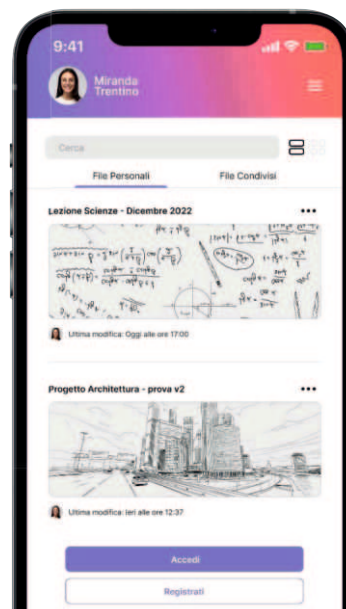 9:41
Miranda
Trentino
Cerca
File Personali
File Condivisi
Lezione Scienze - Dicembre 2022
Ultima modifica: Oggi alle ore 17:00
Progetto Architettura - prova v2
Ultima modifica: Ieri alle ore 12:37
Accedi
Registrati